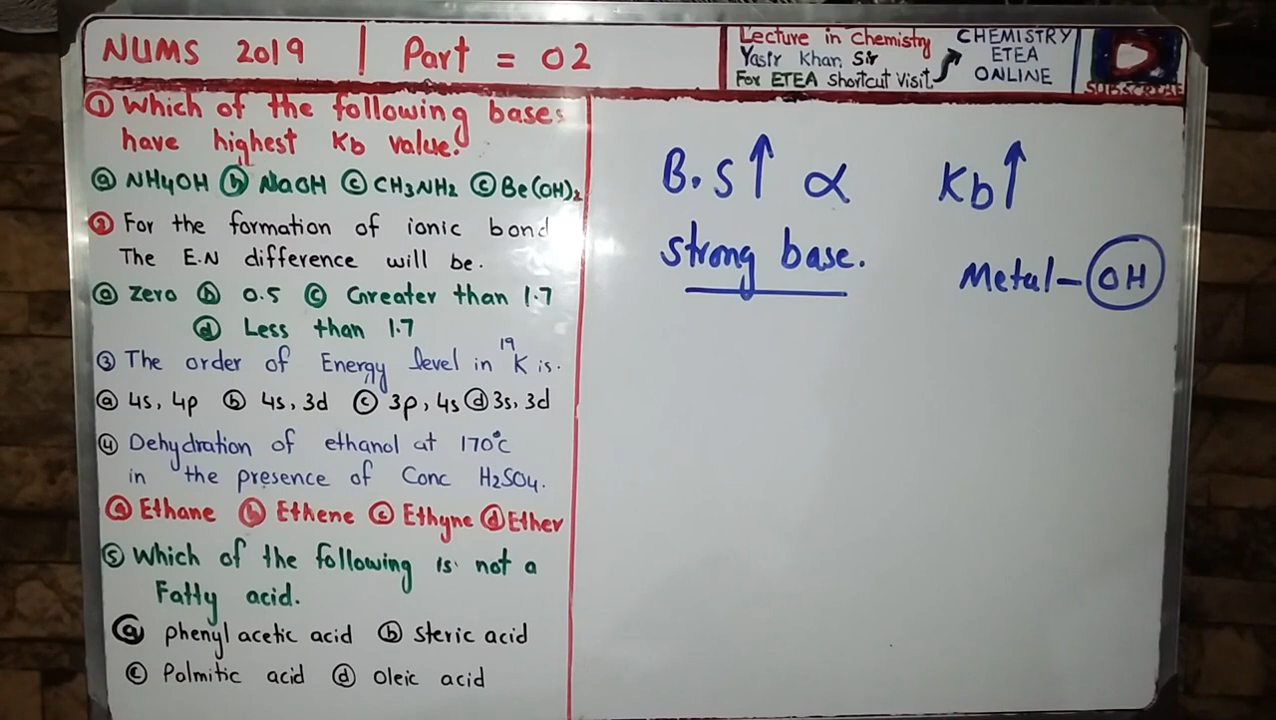 NUMS 2019 | Part = 02
Lecture in Chemistry
Yasir Khan Sir
For ETEA Shortcut Visit
CHEMISTRY
ETEA
ONLINE
SUBSCRIBE
① Which of the following bases
have highest Kb value?
ⓐ NH4OH ⓑ NaOH ⓒ CH3NH2 ⓒ Be(OH)2
② For the formation of ionic bond
The E.N difference will be.
ⓐ Zero ⓑ 0.5 ⓒ Greater than 1.7
ⓓ Less than 1.7
③ The order of Energy level in ¹⁹K is.
ⓐ 4s, 4p ⓑ 4s, 3d ⓒ 3p, 4s ⓓ 3s, 3d
④ Dehydration of ethanol at 170°C
in the presence of Conc H2SO4.
ⓐ Ethane ⓑ Ethene ⓒ Ethyne ⓓ Ether
⑤ Which of the following is not a
Fatty acid.
ⓐ phenyl acetic acid ⓑ steric acid
ⓒ Palmitic acid ⓓ oleic acid
B.S↑ ∝ Kb↑
strong base.
Metal-OH